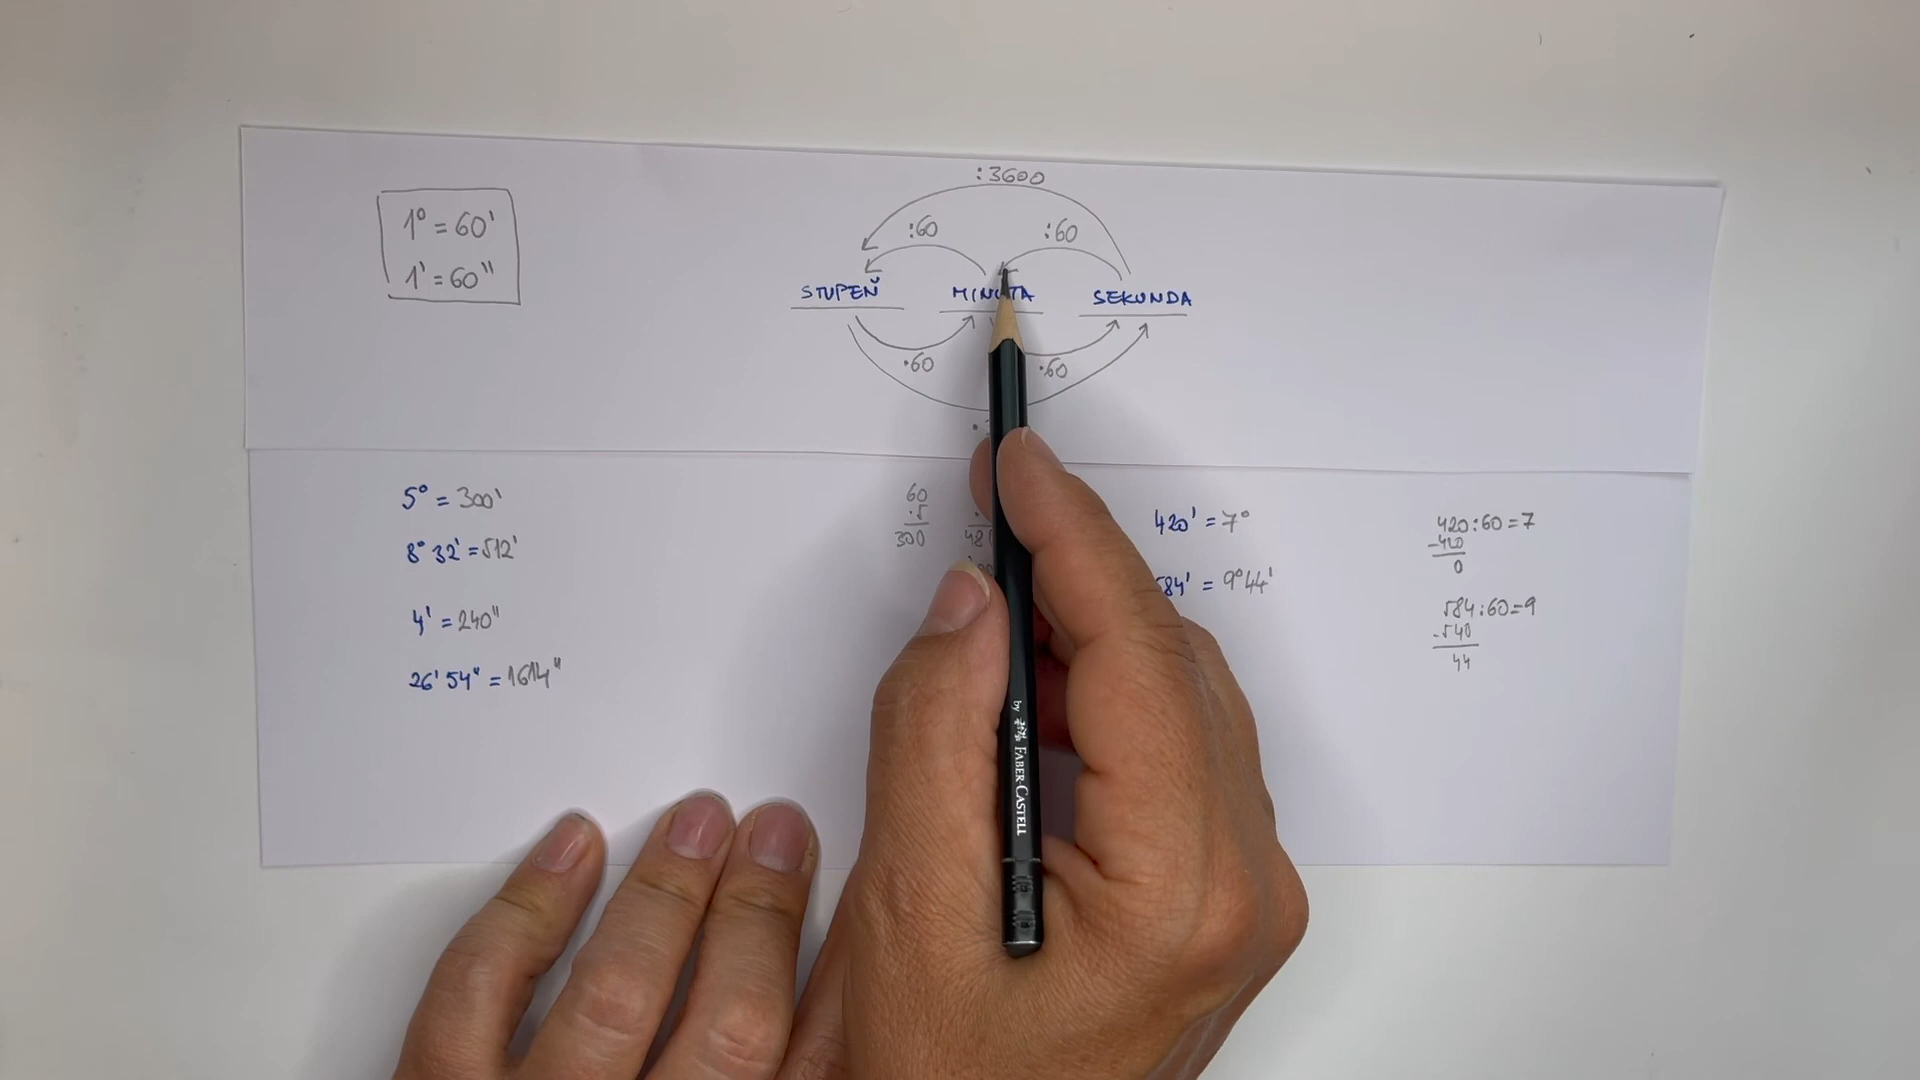 1° = 60'
1' = 60"
:3600
:60 :60
STUPEŇ MINUTA SEKUNDA
·60 ·60
5° = 300'
8° 32' = 512'
4' = 240"
26' 54" = 1614"
60
·5
300
420' = 7°
584' = 9°44'
420:60=7
-420
0
584:60=9
-540
44
by FABER-CASTELL